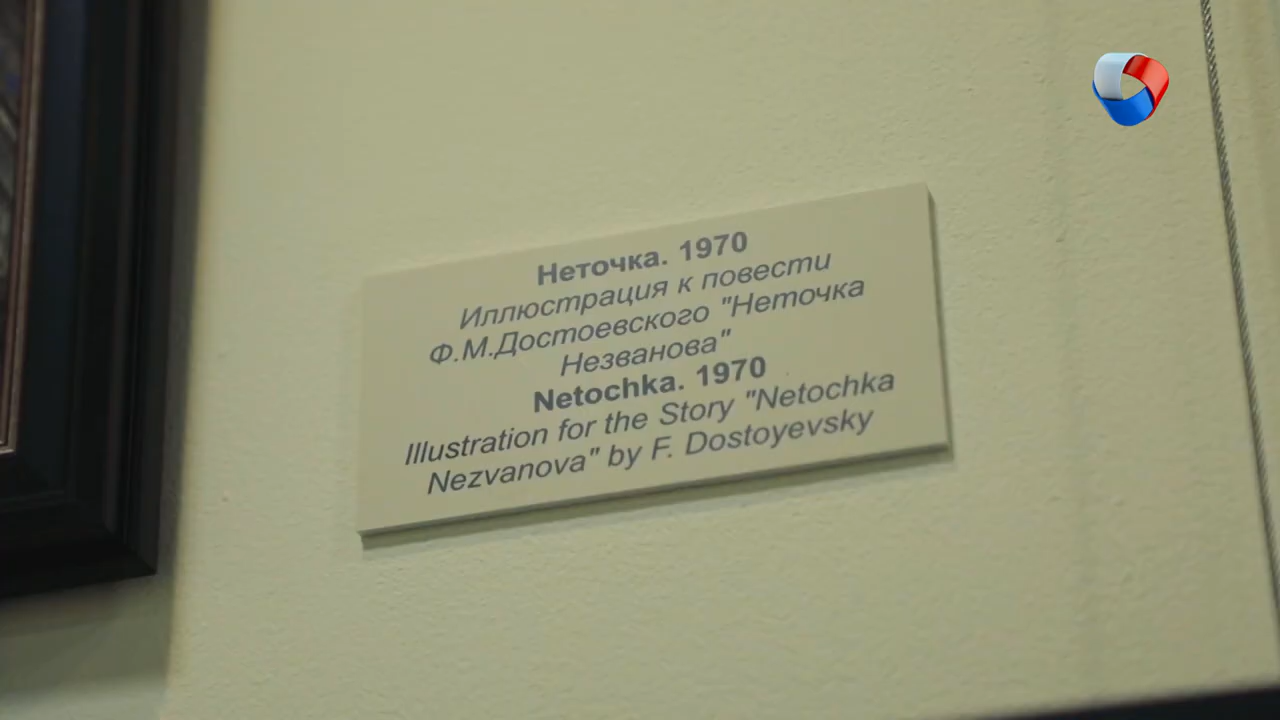 Неточка. 1970
Иллюстрация к повести
Ф.М.Достоевского "Неточка
Незванова"
Netochka. 1970
Illustration for the Story "Netochka
Nezvanova" by F. Dostoyevsky